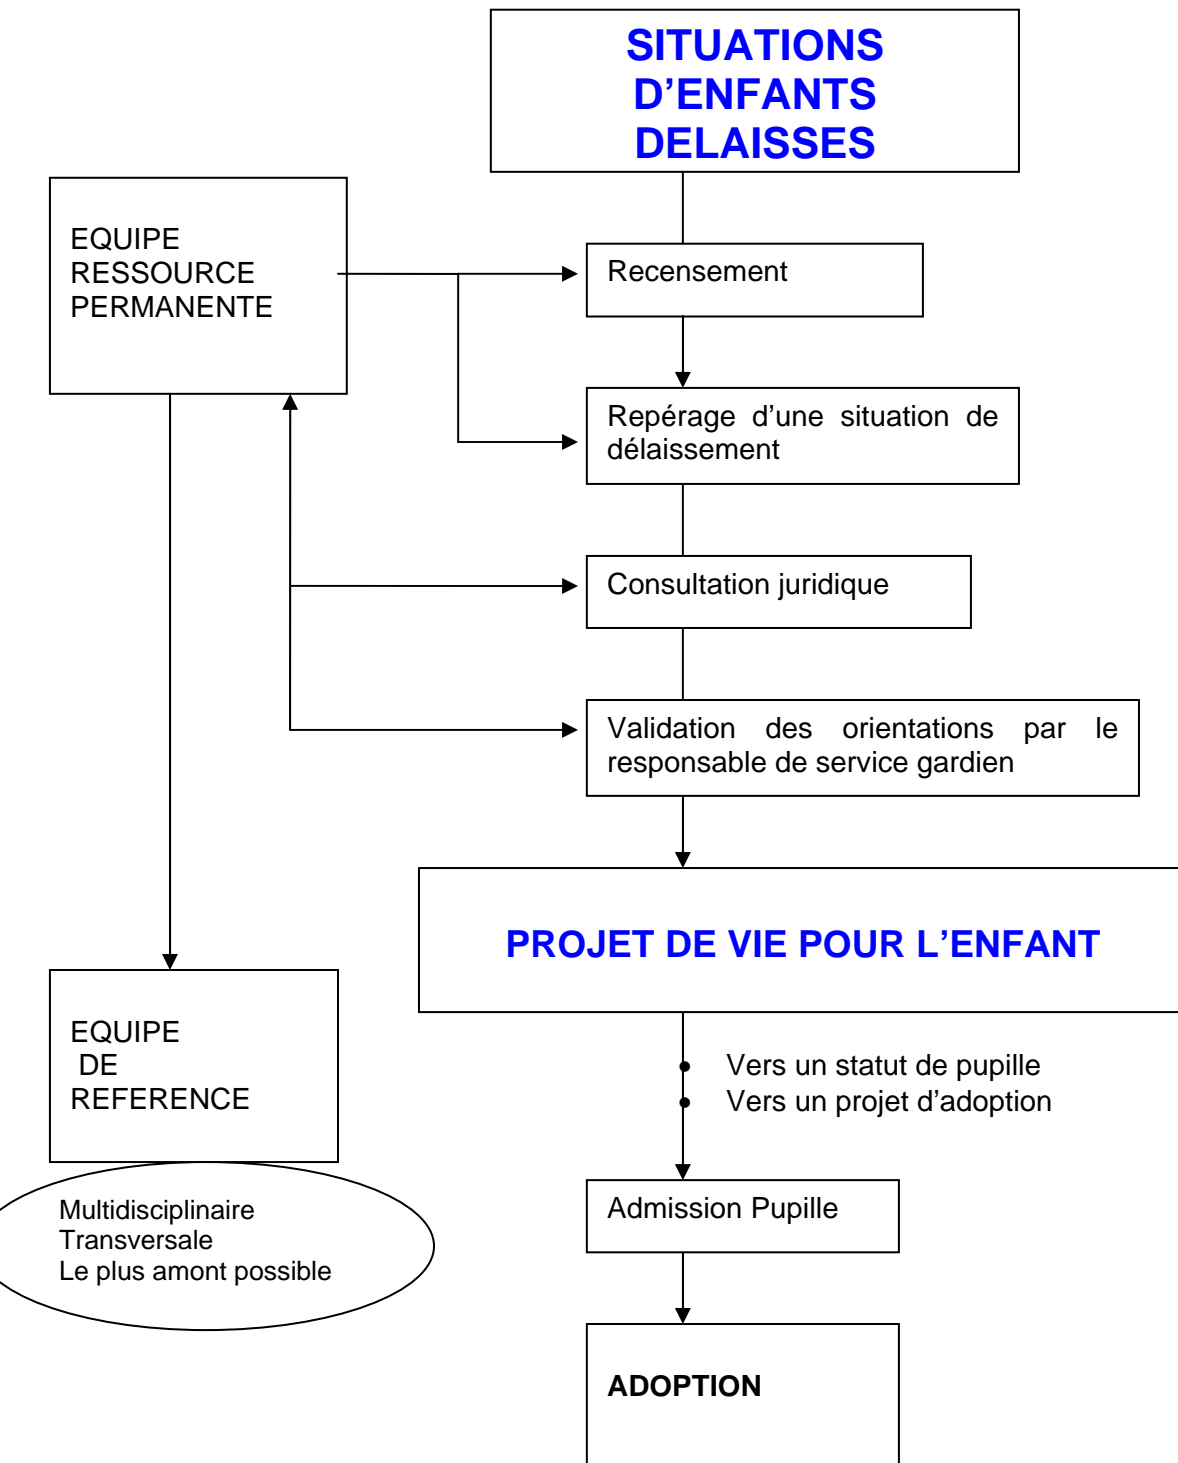 SITUATIONS
D’ENFANTS
DELAISSES
EQUIPE
RESSOURCE
PERMANENTE
Recensement
Repérage d’une situation de
délaissement
Consultation juridique
Validation des orientations par le
responsable de service gardien
PROJET DE VIE POUR L’ENFANT
EQUIPE
DE
REFERENCE
• Vers un statut de pupille
• Vers un projet d’adoption
Multidisciplinaire
Transversale
Le plus amont possible
Admission Pupille
ADOPTION